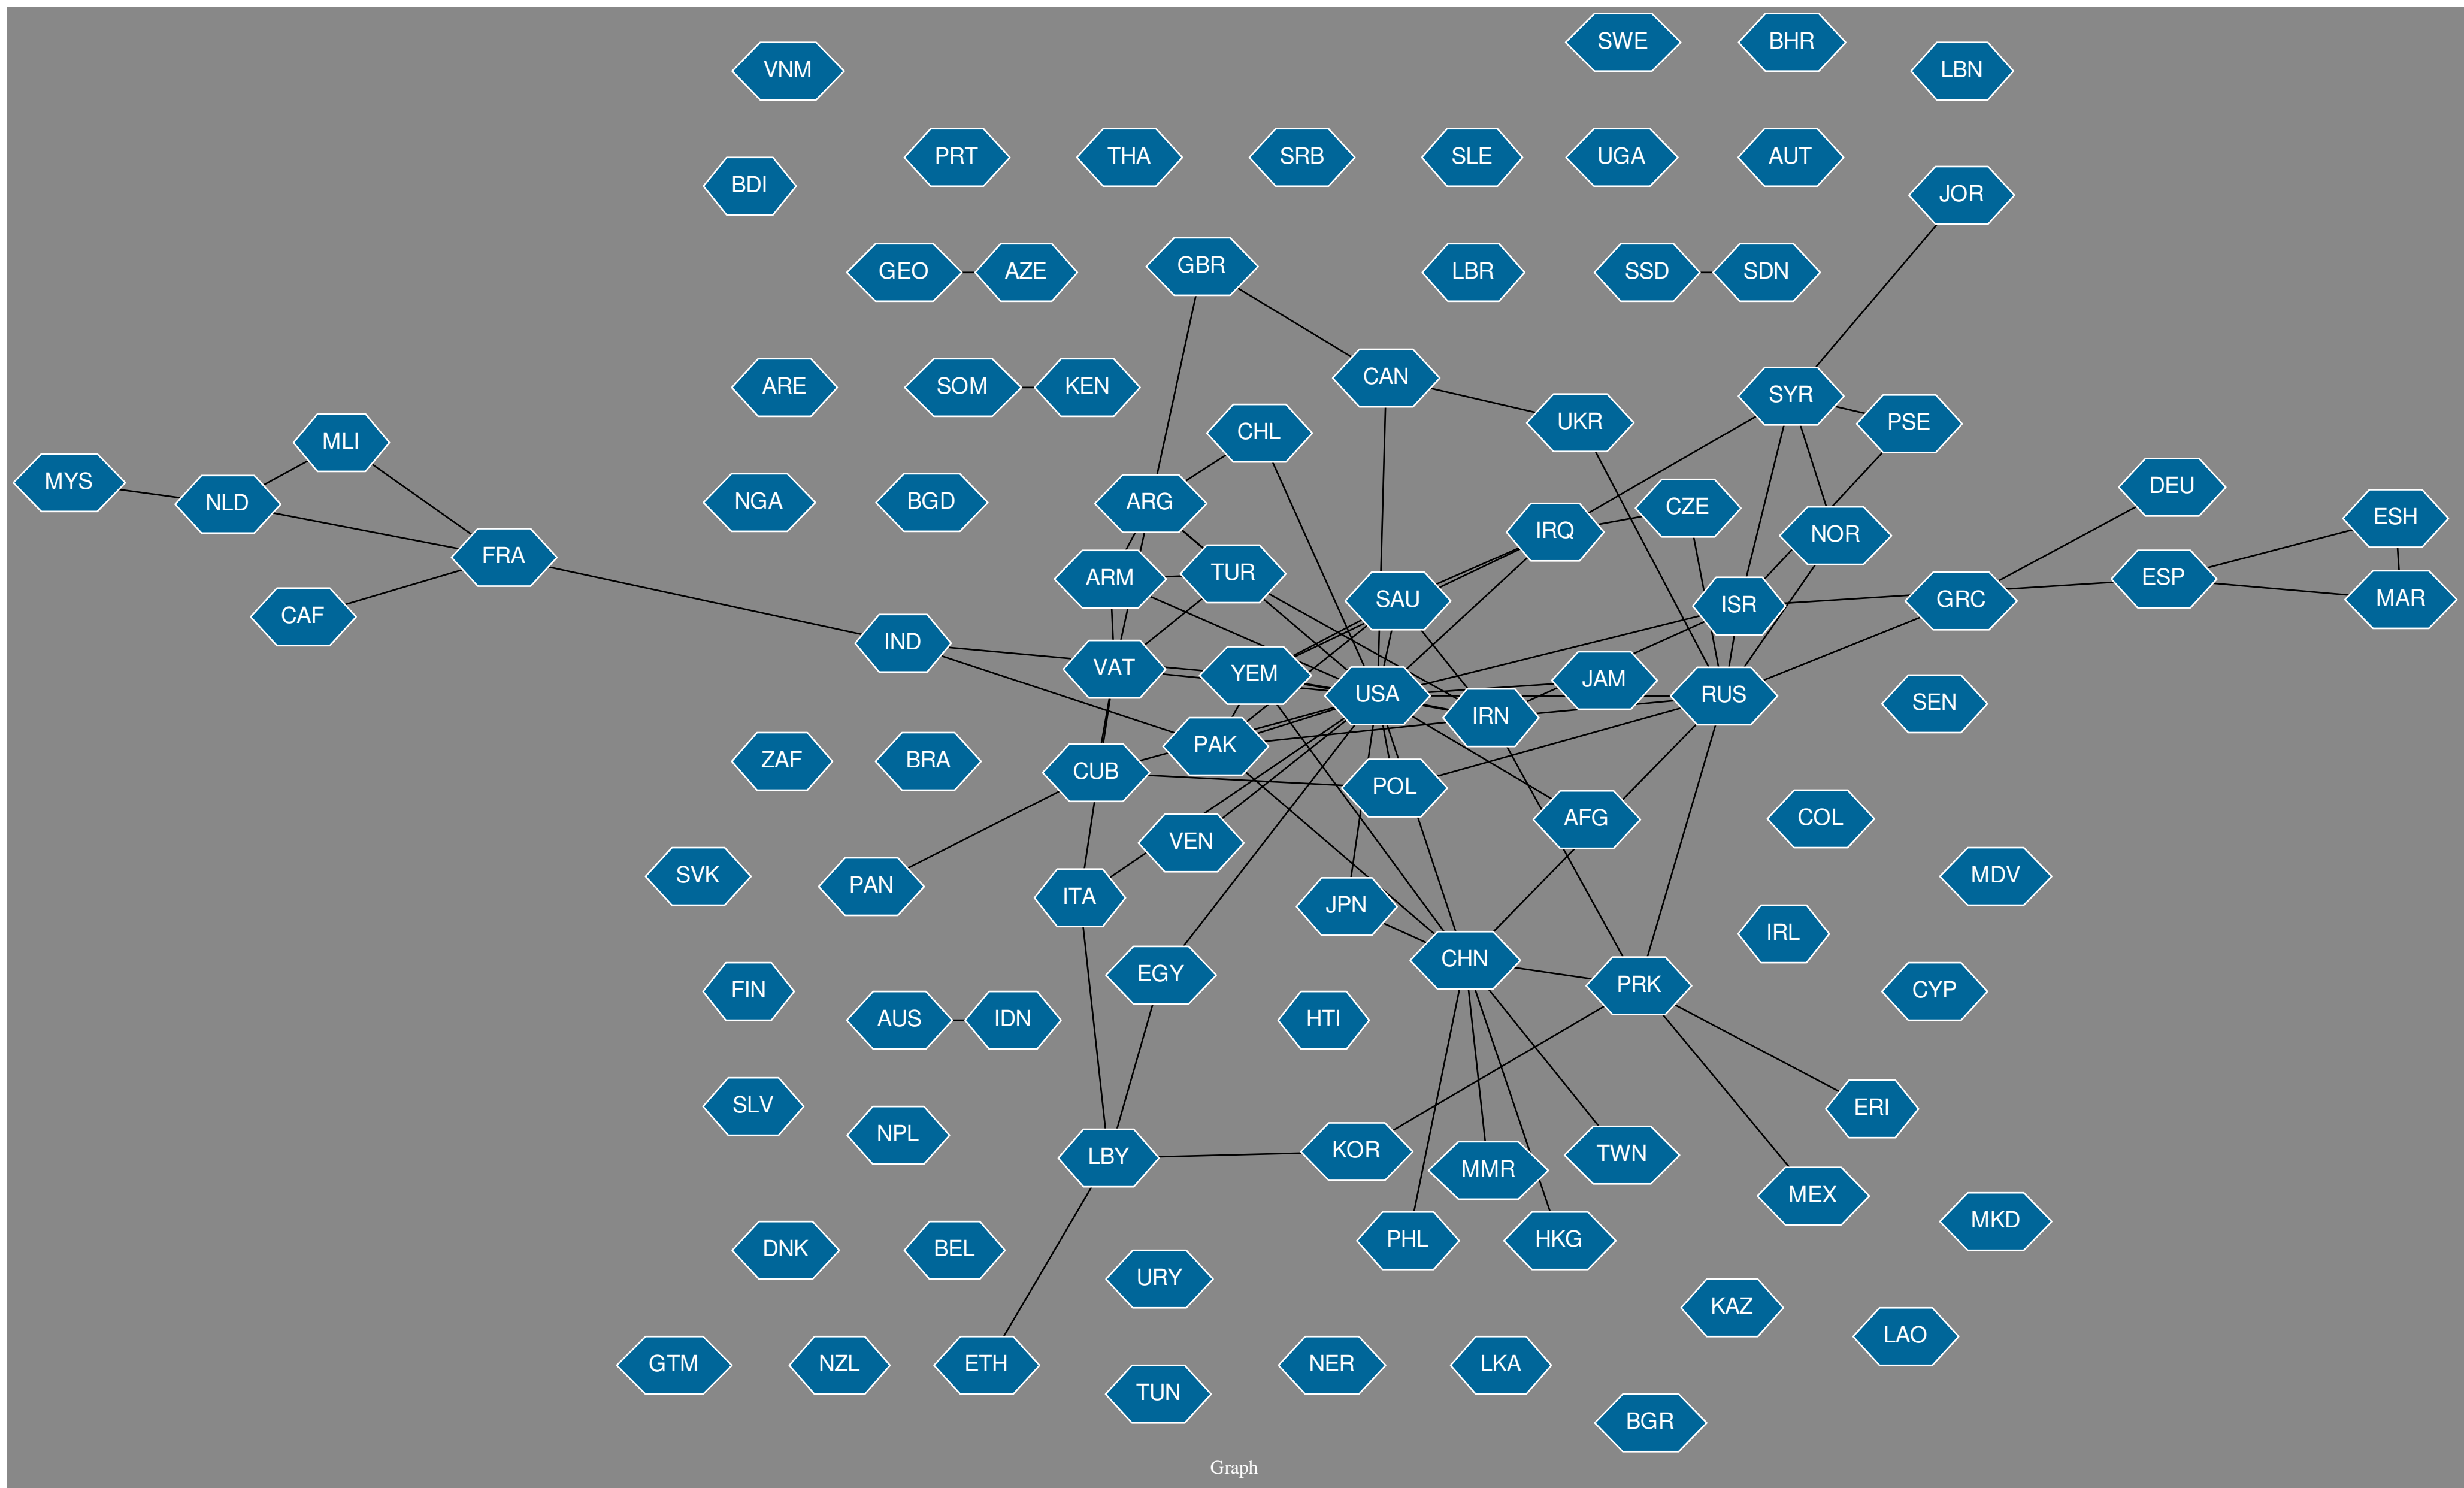 SWE
BHR
VNM
LBN
PRT
THA
SRB
SLE
UGA
AUT
BDI
JOR
GBR
GEO
AZE
LBR
SSD
SDN
CAN
ARE
SOM
KEN
SYR
UKR
PSE
CHL
MLI
MYS
DEU
NLD
NGA
BGD
ARG
CZE
ESH
IRQ
NOR
FRA
TUR
ARM
ESP
SAU
ISR
GRC
MAR
CAF
IND
VAT
YEM
JAM
USA
RUS
SEN
IRN
PAK
ZAF
BRA
CUB
POL
AFG
COL
VEN
SVK
PAN
MDV
ITA
JPN
IRL
CHN
EGY
PRK
FIN
CYP
AUS
IDN
HTI
SLV
ERI
NPL
KOR
LBY
TWN
MMR
MEX
MKD
PHL
HKG
DNK
BEL
URY
KAZ
LAO
GTM
NZL
ETH
NER
LKA
TUN
BGR
Graph